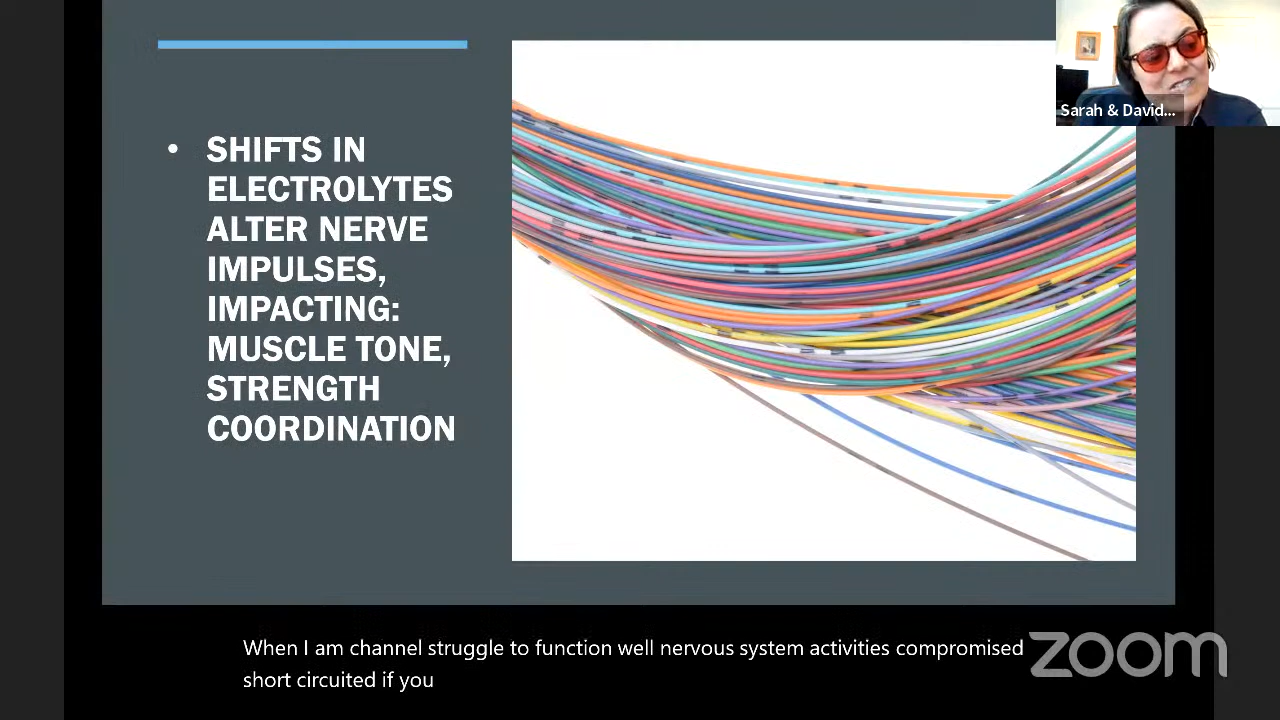 • SHIFTS IN
ELECTROLYTES
ALTER NERVE
IMPULSES,
IMPACTING:
MUSCLE TONE,
STRENGTH
COORDINATION
Sarah & David...
When I am channel struggle to function well nervous system activities compromised
short circuited if you
zoom